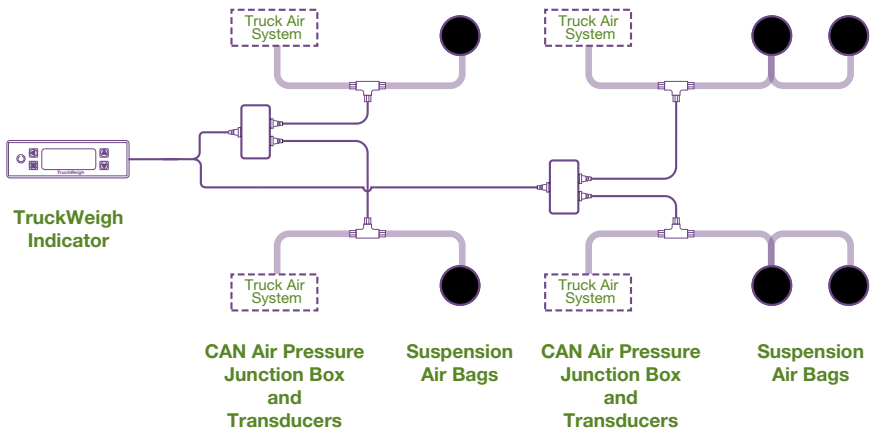 Truck Air
System
Truck Air
System
TruckWeigh
TruckWeigh
Indicator
Truck Air
System
Truck Air
System
CAN Air Pressure
Junction Box
and
Transducers
Suspension
Air Bags
CAN Air Pressure
Junction Box
and
Transducers
Suspension
Air Bags